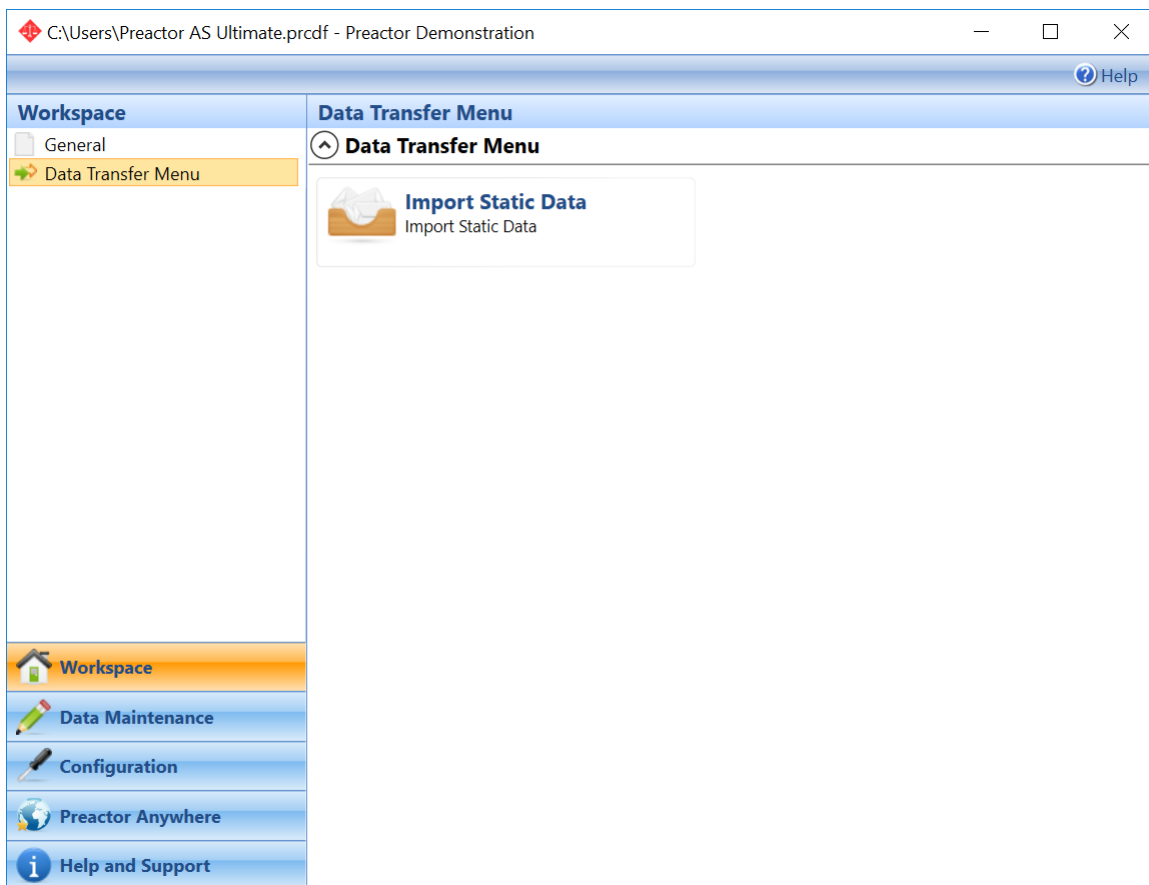 C:\Users\Preactor AS Ultimate.prcdf - Preactor Demonstration
Help
Workspace
General
Data Transfer Menu
Data Transfer Menu
Data Transfer Menu
Import Static Data
Import Static Data
Workspace
Data Maintenance
Configuration
Preactor Anywhere
Help and Support